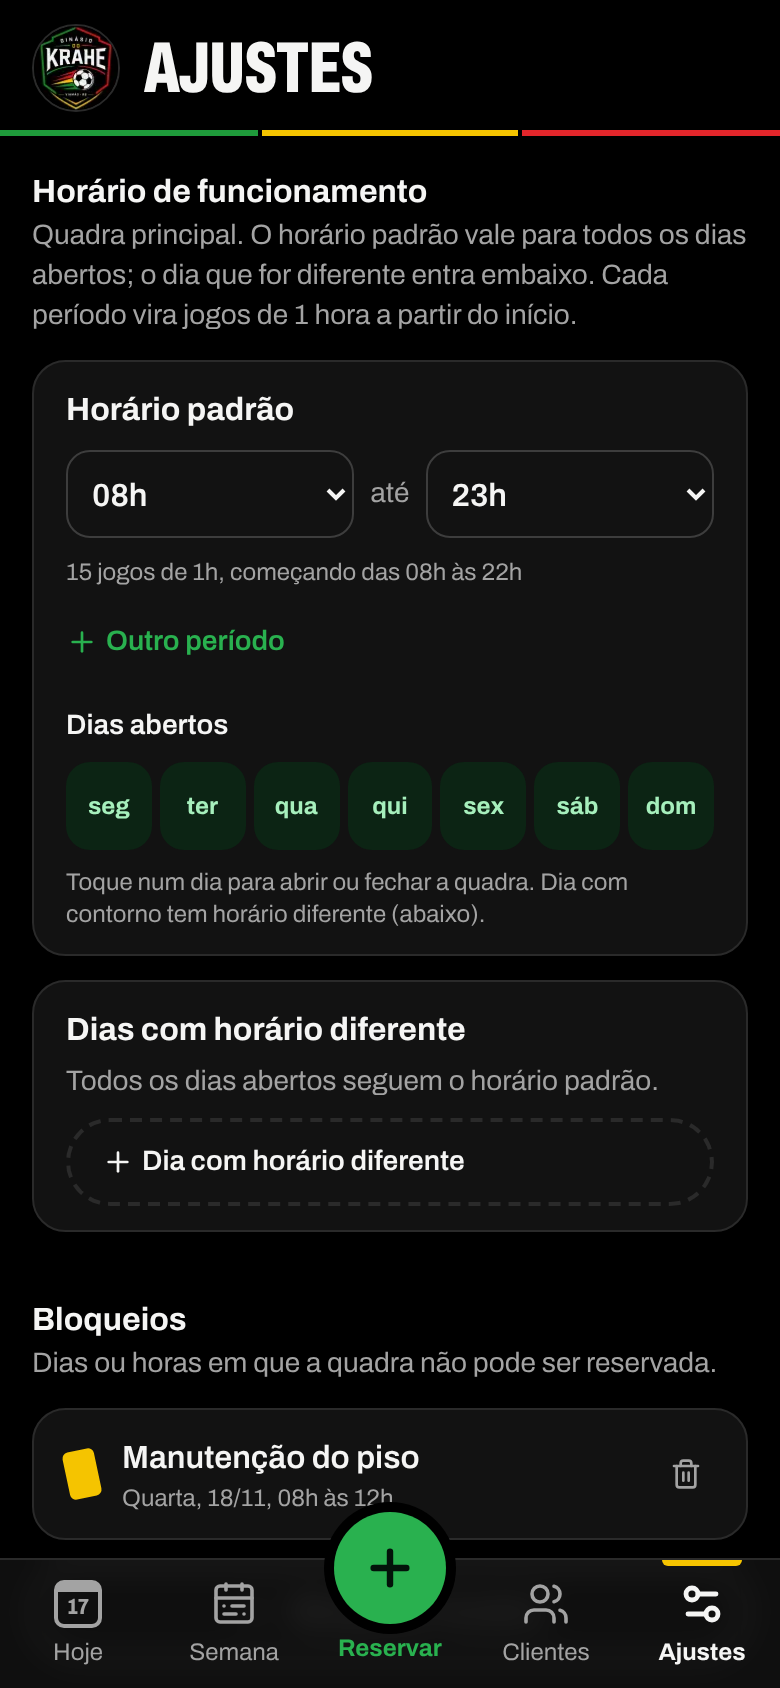 BINÁRIO
DO
KRAHE
AJUSTES
Horário de funcionamento
Quadra principal. O horário padrão vale para todos os dias
abertos; o dia que for diferente entra embaixo. Cada
período vira jogos de 1 hora a partir do início.
Horário padrão
08h até 23h
15 jogos de 1h, começando das 08h às 22h
+ Outro período
Dias abertos
seg ter qua qui sex sáb dom
Toque num dia para abrir ou fechar a quadra. Dia com
contorno tem horário diferente (abaixo).
Dias com horário diferente
Todos os dias abertos seguem o horário padrão.
+ Dia com horário diferente
Bloqueios
Dias ou horas em que a quadra não pode ser reservada.
Manutenção do piso
Quarta, 18/11, 08h às 12h
17
Hoje Semana Reservar Clientes Ajustes